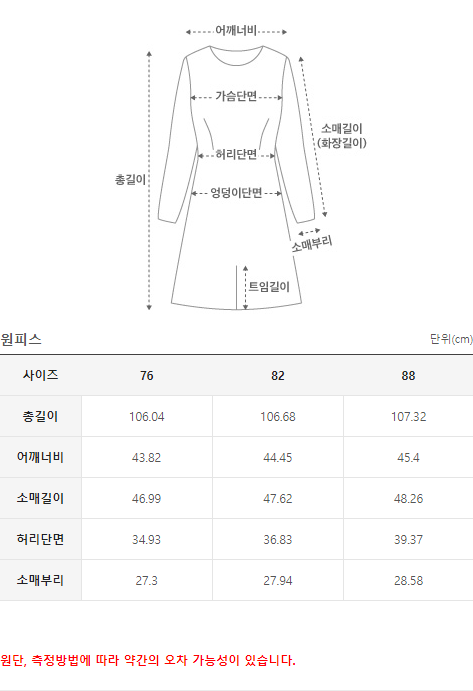 어깨너비
가슴단면
소매길이
(화장길이)
허리단면
총길이
엉덩이단면
소매부리
트임길이
원피스 단위(cm)
사이즈 76 82 88
총길이 106.04 106.68 107.32
어깨너비 43.82 44.45 45.4
소매길이 46.99 47.62 48.26
허리단면 34.93 36.83 39.37
소매부리 27.3 27.94 28.58
원단, 측정방법에 따라 약간의 오차 가능성이 있습니다.